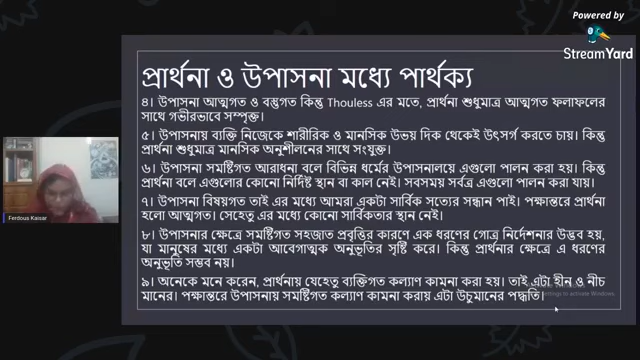 Powered by
StreamYard
প্রার্থনা ও উপাসনা মধ্যে পার্থক্য
৪। উপাসনা আত্মগত ও বস্তুগত কিন্তু Thouless এর মতে, প্রার্থনা শুধুমাত্র আত্মগত ফলাফলের
সাথে গভীরভাবে সম্পৃক্ত।
৫। উপাসনায় ব্যক্তি নিজেকে শারীরিক ও মানসিক উভয় দিক থেকেই উৎসর্গ করতে চায়। কিন্তু
প্রার্থনা শুধুমাত্র মানসিক অনুশীলনের সাথে সংযুক্ত।
৬। উপাসনা সমষ্টিগত আরাধনা বলে বিভিন্ন ধর্মের উপাসনালয়ে এগুলো পালন করা হয়। কিন্তু
প্রার্থনা বলে এগুলোর কোনো নির্দিষ্ট স্থান বা কাল নেই। সবসময় সর্বত্র এগুলো পালন করা যায়।
৭। উপাসনা বিষয়গত তাই এর মধ্যে আমরা একটা সার্বিক সত্যের সন্ধান পাই। পক্ষান্তরে প্রার্থনা
হলো আত্মগত। সেহেতু এর মধ্যে কোনো সার্বিকতার স্থান নেই।
৮। উপাসনার ক্ষেত্রে সমষ্টিগত সহজাত প্রবৃত্তির কারণে এক ধরণের গোত্র নির্দেশনার উদ্ভব হয়,
যা মানুষের মধ্যে একটা আবেগাত্মক অনুভূতির সৃষ্টি করে। কিন্তু প্রার্থনার ক্ষেত্রে এ ধরণের
অনুভূতি সম্ভব নয়।
৯। অনেকে মনে করেন, প্রার্থনায় যেহেতু ব্যক্তিগত কল্যাণ কামনা করা হয়। তাই এটা হীন ও নীচ
মানের। পক্ষান্তরে উপাসনায় সমষ্টিগত কল্যাণ কামনা করায় এটা উচুমানের পদ্ধতি।
settings to activate Windows.
Ferdous Kaisar